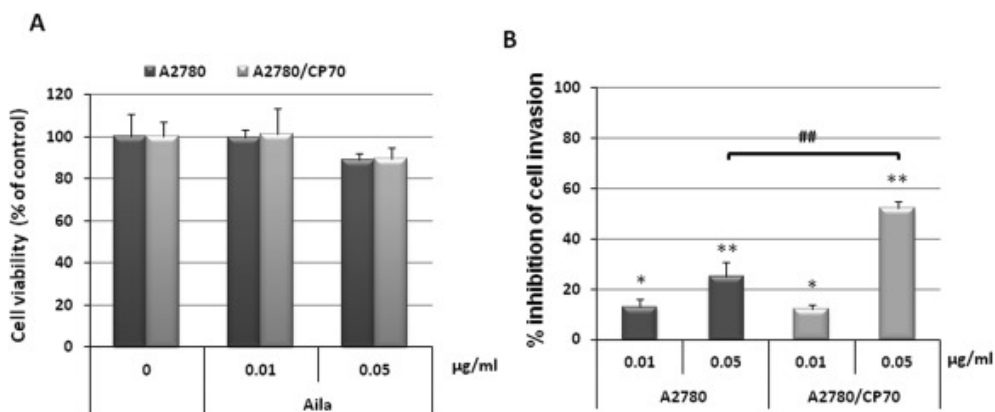 A
A2780 A2780/CP70
Cell viability (% of control)
120
100
80
60
40
20
0
0 0.01 0.05 µg/ml
Aila
B
% inhibition of cell invasion
100
80
60
40
20
0
##
* ** * **
0.01 0.05 0.01 0.05 µg/ml
A2780 A2780/CP70